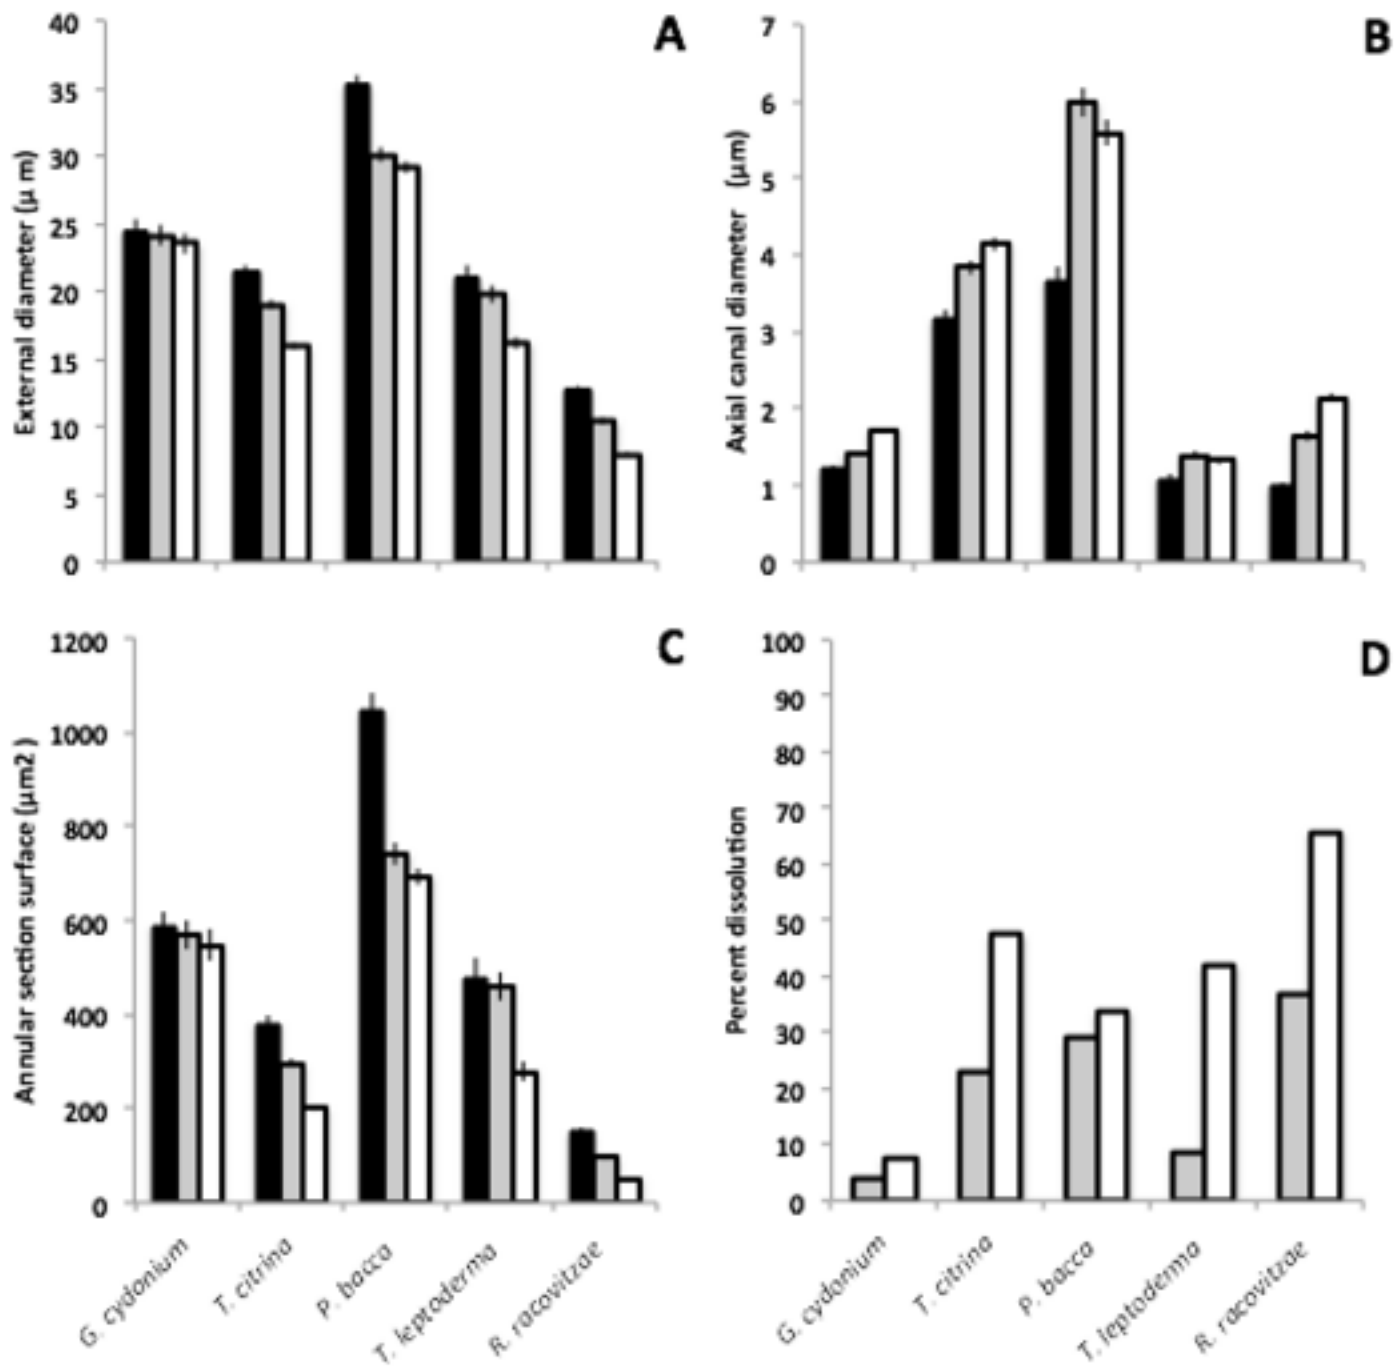 A
External diameter (µ m)
40
35
30
25
20
15
10
5
0
B
Axial canal diameter (µm)
7
6
5
4
3
2
1
0
C
Annular section surface (µm2 )
1200
1000
800
600
400
200
0
G. cydonium
T. citrina
P. bacca
T. leptoderma
R. racovitzae
D
Percent dissolution
100
90
80
70
60
50
40
30
20
10
0
G. cydonium
T. citrina
P. bacca
T. leptoderma
R. racovitzae